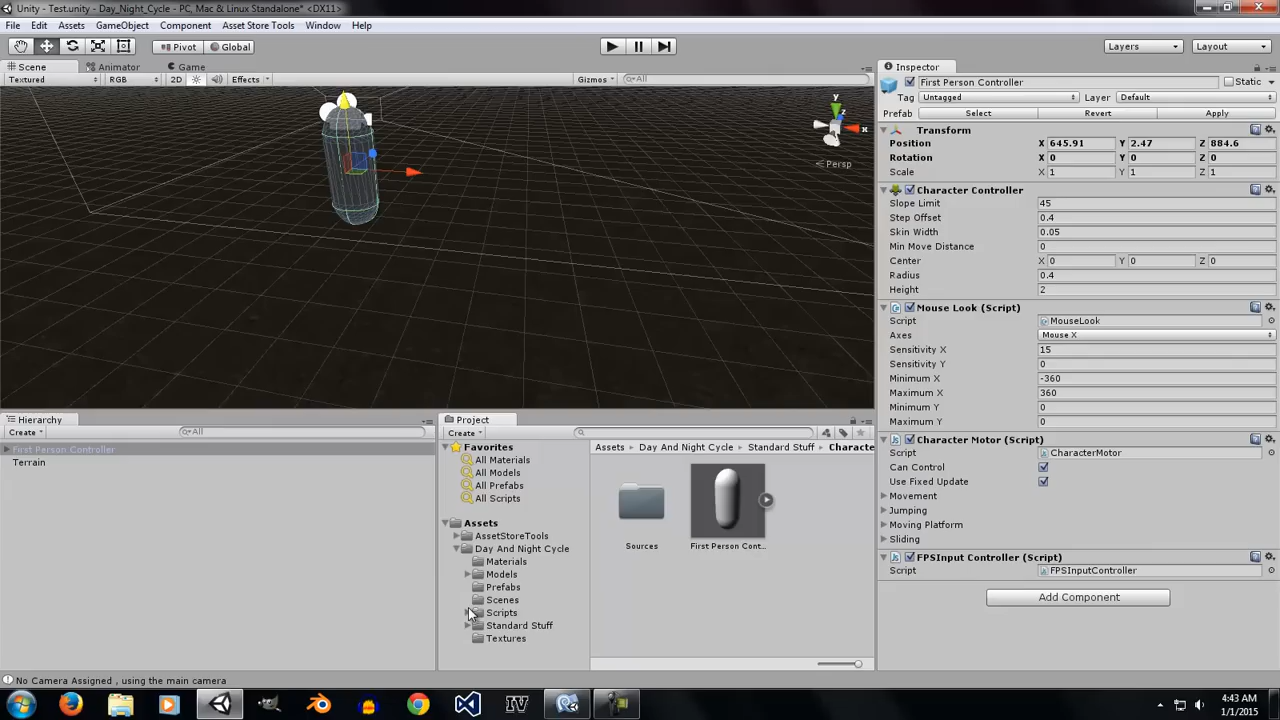 Unity - Test.unity - Day_Night_Cycle - PC, Mac & Linux Standalone* <DX11>
File Edit Assets GameObject Component Asset Store Tools Window Help
Pivot Global Layers Layout
Scene Animator Game
Textured RGB 2D Effects Gizmos All
y
z
x
Persp
Inspector
First Person Controller Static
Tag Untagged Layer Default
Prefab Select Revert Apply
Transform
Position X 645.91 Y 2.47 Z 884.6
Rotation X 0 Y 0 Z 0
Scale X 1 Y 1 Z 1
Character Controller
Slope Limit 45
Step Offset 0.4
Skin Width 0.05
Min Move Distance 0
Center X 0 Y 0 Z 0
Radius 0.4
Height 2
Mouse Look (Script)
Script MouseLook
Axes Mouse X
Sensitivity X 15
Sensitivity Y 0
Minimum X -360
Maximum X 360
Minimum Y 0
Maximum Y 0
Character Motor (Script)
Script CharacterMotor
Can Control
Use Fixed Update
Movement
Jumping
Moving Platform
Sliding
FPSInput Controller (Script)
Script FPSInputController
Add Component
Hierarchy
Create All
First Person Controller
Terrain
Project
Create
Favorites
All Materials
All Models
All Prefabs
All Scripts
Assets
AssetStoreTools
Day And Night Cycle
Materials
Models
Prefabs
Scenes
Scripts
Standard Stuff
Textures
Assets Day And Night Cycle Standard Stuff Characte
Sources First Person Cont...
No Camera Assigned , using the main camera
IV
4:43 AM
1/1/2015